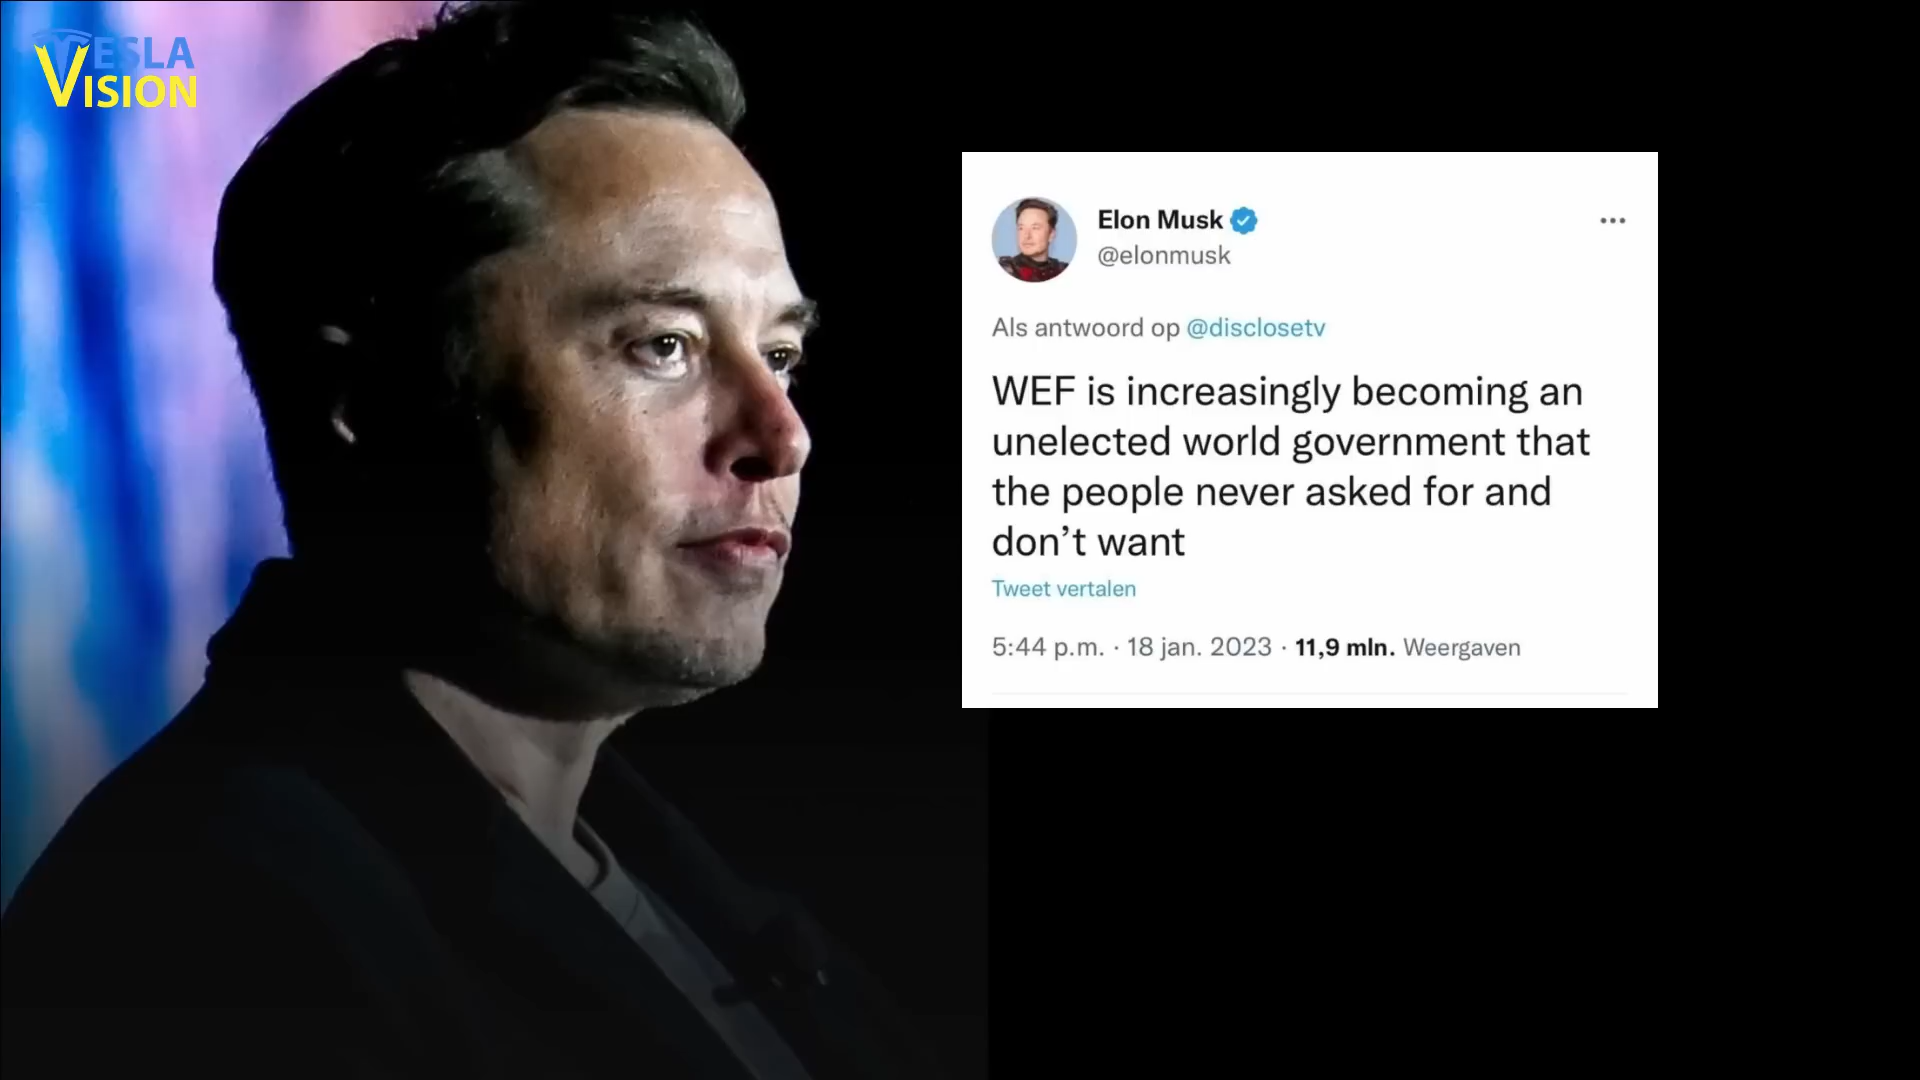 TESLA
VISION
Elon Musk
@elonmusk
Als antwoord op @disclosetv
WEF is increasingly becoming an
unelected world government that
the people never asked for and
don’t want
Tweet vertalen
5:44 p.m. · 18 jan. 2023 · 11,9 mln. Weergaven